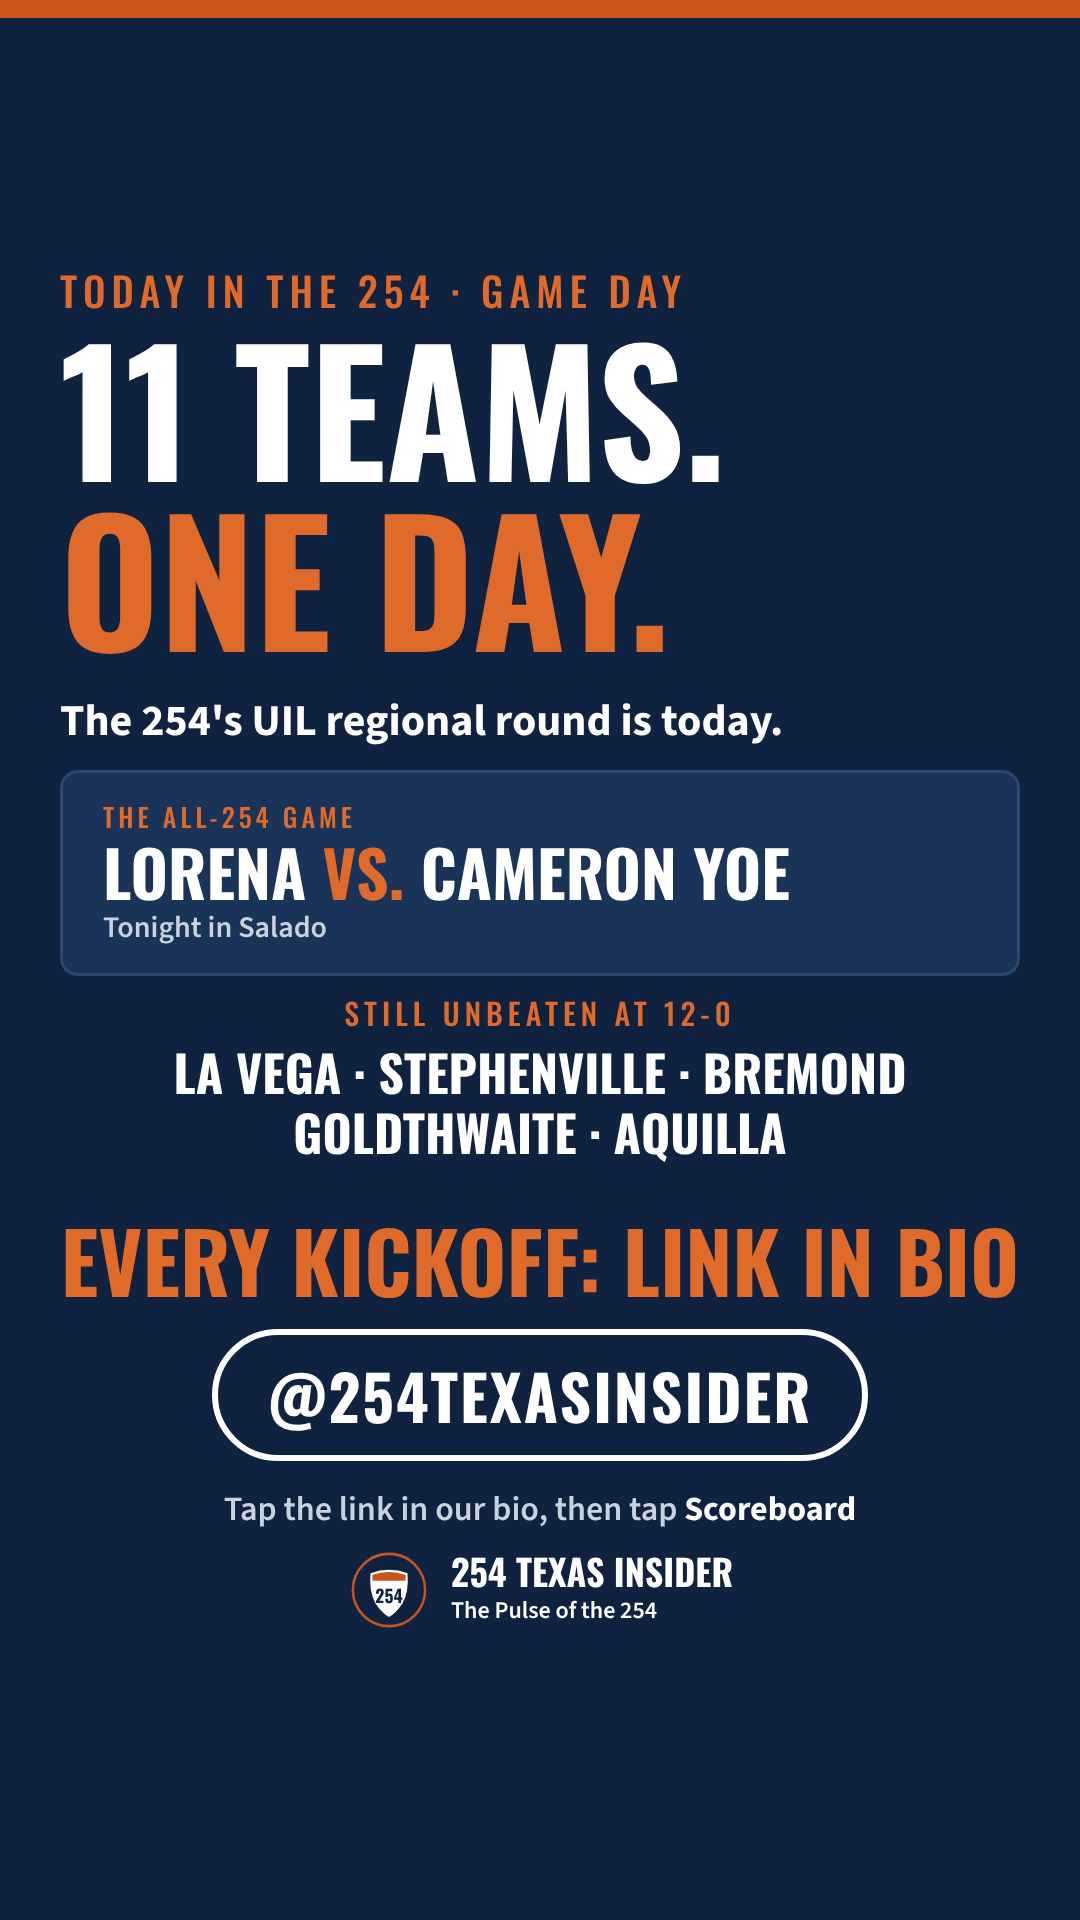 TODAY IN THE 254 · GAME DAY
11 TEAMS.
ONE DAY.
The 254's UIL regional round is today.
THE ALL-254 GAME
LORENA VS. CAMERON YOE
Tonight in Salado
STILL UNBEATEN AT 12-0
LA VEGA · STEPHENVILLE · BREMOND
GOLDTHWAITE · AQUILLA
EVERY KICKOFF: LINK IN BIO
@254TEXASINSIDER
Tap the link in our bio, then tap Scoreboard
254
254 TEXAS INSIDER
The Pulse of the 254